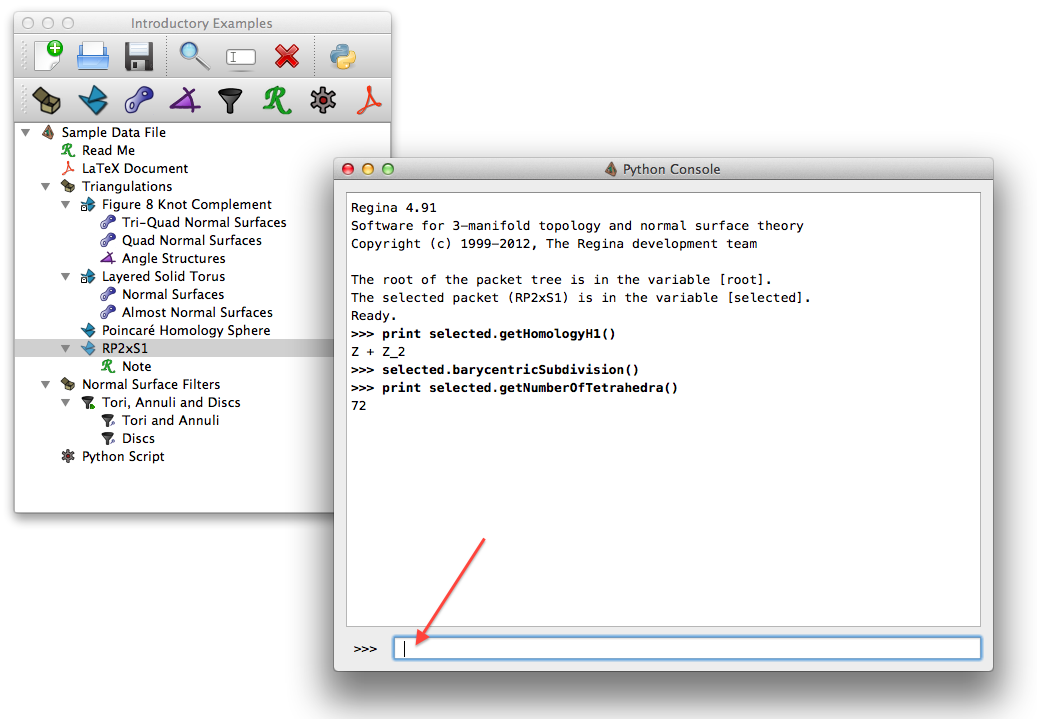 Introductory Examples
Sample Data File
Read Me
LaTeX Document
Triangulations
Figure 8 Knot Complement
Tri-Quad Normal Surfaces
Quad Normal Surfaces
Angle Structures
Layered Solid Torus
Normal Surfaces
Almost Normal Surfaces
Poincaré Homology Sphere
RP2xS1
Note
Normal Surface Filters
Tori, Annuli and Discs
Tori and Annuli
Discs
Python Script
Python Console
Regina 4.91
Software for 3-manifold topology and normal surface theory
Copyright (c) 1999–2012, The Regina development team
The root of the packet tree is in the variable [root].
The selected packet (RP2xS1) is in the variable [selected].
Ready.
>>> print selected.getHomologyH1()
Z + Z_2
>>> selected.barycentricSubdivision()
>>> print selected.getNumberOfTetrahedra()
72
>>>